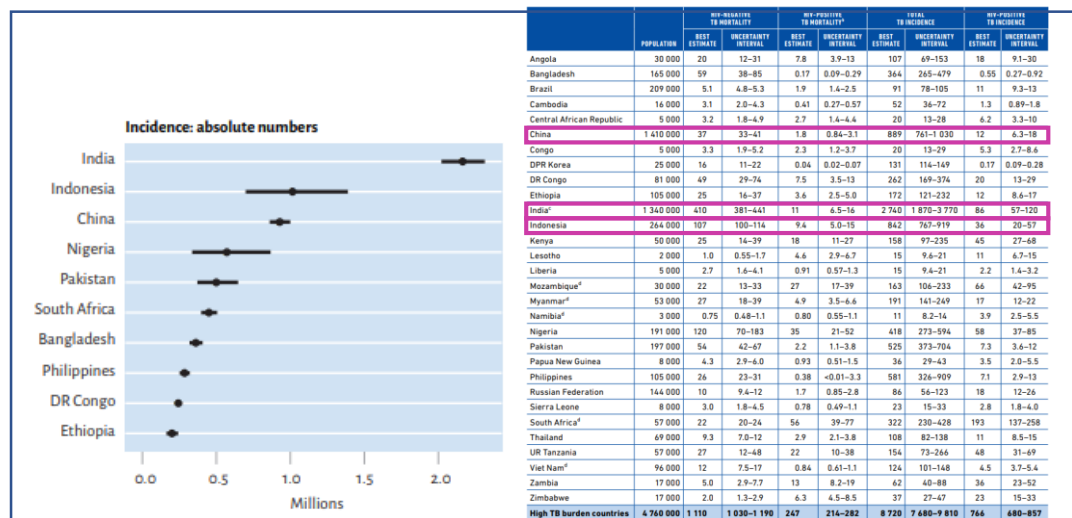 Incidence: absolute numbers
India
Indonesia
China
Nigeria
Pakistan
South Africa
Bangladesh
Philippines
DR Congo
Ethiopia
0.0 0.5 1.0 1.5 2.0
Millions
HIV-NEGATIVE TB MORTALITY HIV-POSITIVE TB MORTALITYa TOTAL TB INCIDENCE HIV-POSITIVE TB INCIDENCE
POPULATION BEST ESTIMATE UNCERTAINTY INTERVAL BEST ESTIMATE UNCERTAINTY INTERVAL BEST ESTIMATE UNCERTAINTY INTERVAL BEST ESTIMATE UNCERTAINTY INTERVAL
Angola 30 000 20 12–31 7.8 3.9–13 107 69–153 18 9.1–30
Bangladesh 165 000 59 38–85 0.17 0.09–0.29 364 265–479 0.55 0.27–0.92
Brazil 209 000 5.1 4.8–5.3 1.9 1.4–2.5 91 78–105 11 9.3–13
Cambodia 16 000 3.1 2.0–4.3 0.41 0.27–0.57 52 36–72 1.3 0.89–1.8
Central African Republic 5 000 3.2 1.8–4.9 2.7 1.4–4.4 20 13–28 6.2 3.3–10
China 1 410 000 37 33–41 1.8 0.84–3.1 889 761–1 030 12 6.3–18
Congo 5 000 3.3 1.9–5.2 2.3 1.2–3.7 20 13–29 5.3 2.7–8.6
DPR Korea 25 000 16 11–22 0.04 0.02–0.07 131 114–149 0.17 0.09–0.28
DR Congo 81 000 49 29–74 7.5 3.5–13 262 169–374 20 13–29
Ethiopia 105 000 25 16–37 3.6 2.5–5.0 172 121–232 12 8.6–17
Indiac 1 340 000 410 381–441 11 6.5–16 2 740 1 870–3 770 86 57–120
Indonesia 264 000 107 100–114 9.4 5.0–15 842 767–919 36 20–57
Kenya 50 000 25 14–39 18 11–27 158 97–235 45 27–68
Lesotho 2 000 1.0 0.55–1.7 4.6 2.9–6.7 15 9.6–21 11 6.7–15
Liberia 5 000 2.7 1.6–4.1 0.91 0.57–1.3 15 9.4–21 2.2 1.4–3.2
Mozambiqued 30 000 22 13–33 27 17–39 163 106–233 66 42–95
Myanmard 53 000 27 18–39 4.9 3.5–6.6 191 141–249 17 12–22
Namibiad 3 000 0.75 0.48–1.1 0.80 0.55–1.1 11 8.2–14 3.9 2.5–5.5
Nigeria 191 000 120 70–183 35 21–52 418 273–594 58 37–85
Pakistan 197 000 54 42–67 2.2 1.1–3.8 525 373–704 7.3 3.6–12
Papua New Guinea 8 000 4.3 2.9–6.0 0.93 0.51–1.5 36 29–43 3.5 2.0–5.5
Philippines 105 000 26 23–31 0.38 <0.01–3.3 581 326–909 7.1 2.9–13
Russian Federation 144 000 10 9.4–12 1.7 0.85–2.8 86 56–123 18 12–26
Sierra Leone 8 000 3.0 1.8–4.5 0.78 0.49–1.1 23 15–33 2.8 1.8–4.0
South Africad 57 000 22 20–24 56 39–77 322 230–428 193 137–258
Thailand 69 000 9.3 7.0–12 2.9 2.1–3.8 108 82–138 11 8.5–15
UR Tanzania 57 000 27 12–48 22 10–38 154 73–266 48 31–69
Viet Namd 96 000 12 7.5–17 0.84 0.61–1.1 124 101–148 4.5 3.7–5.4
Zambia 17 000 5.0 2.9–7.7 13 8.2–19 62 40–88 36 23–52
Zimbabwe 17 000 2.0 1.3–2.9 6.3 4.5–8.5 37 27–47 23 15–33
High TB burden countries 4 760 000 1 110 1 030–1 190 247 214–282 8 720 7 680–9 810 766 680–857